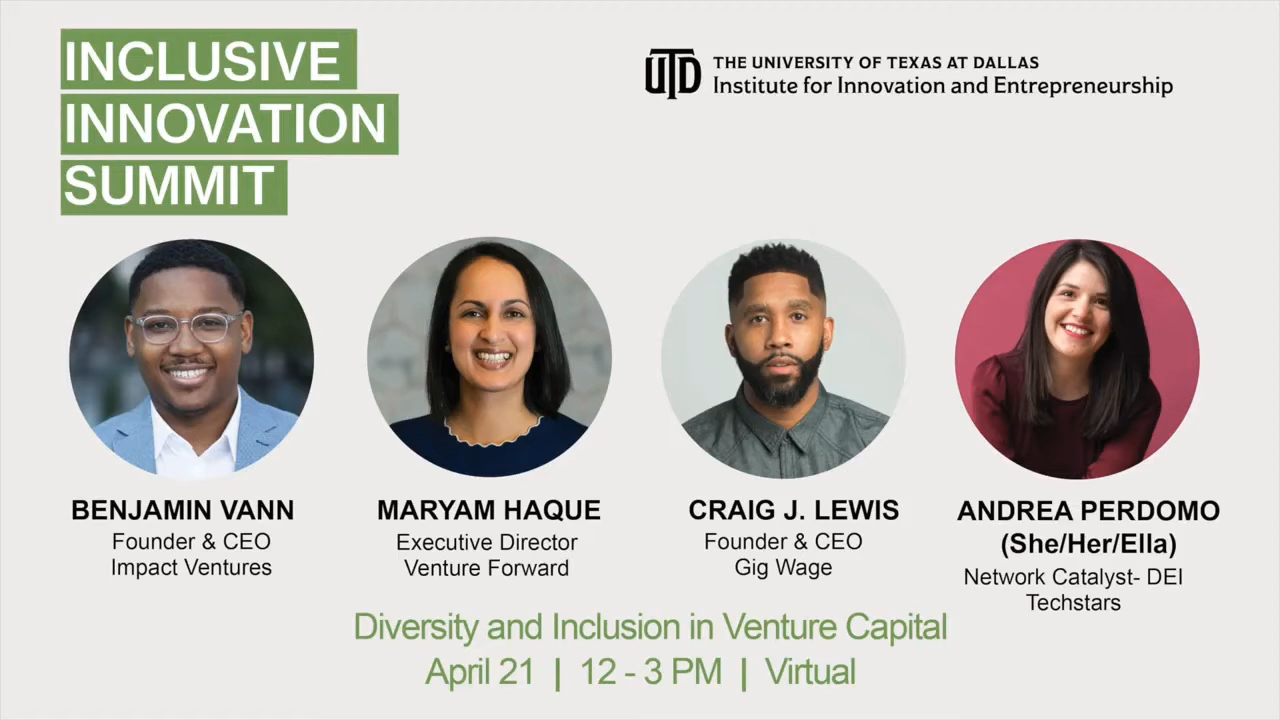 INCLUSIVE
INNOVATION
SUMMIT
UTD
THE UNIVERSITY OF TEXAS AT DALLAS
Institute for Innovation and Entrepreneurship
BENJAMIN VANN
Founder & CEO
Impact Ventures
MARYAM HAQUE
Executive Director
Venture Forward
CRAIG J. LEWIS
Founder & CEO
Gig Wage
ANDREA PERDOMO
(She/Her/Ella)
Network Catalyst- DEI
Techstars
Diversity and Inclusion in Venture Capital
April 21 | 12 - 3 PM | Virtual